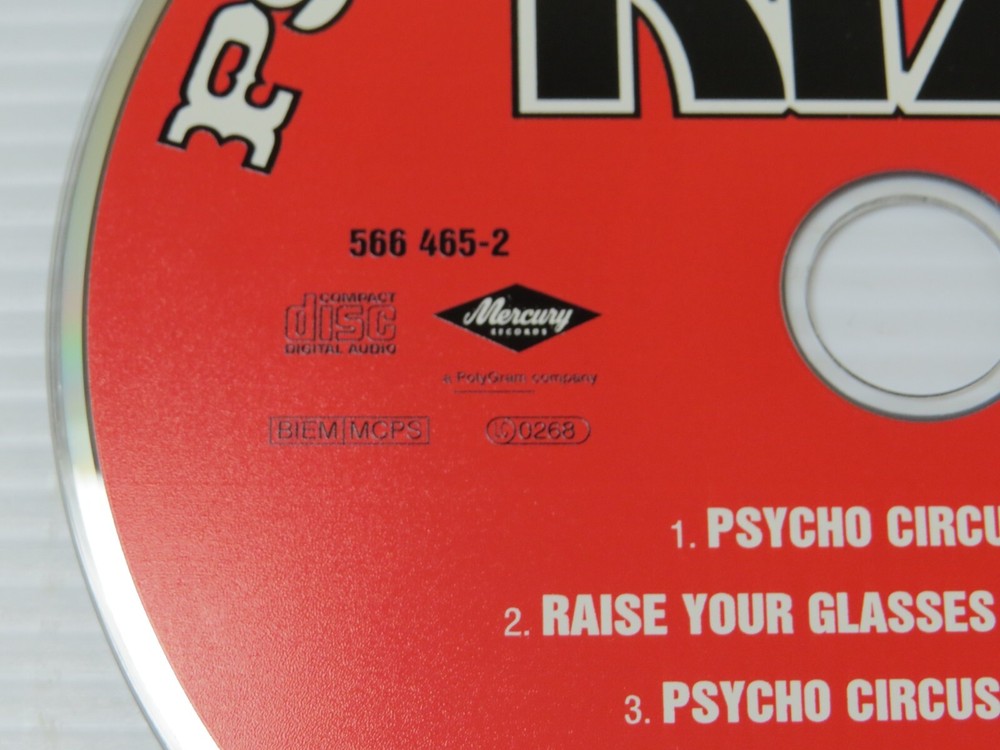 PS
566 465-2
COMPACT
disc
DIGITAL AUDIO
Mercury
RECORDS
a PolyGram company
BIEM MCPS
LC 0268
1. PSYCHO CIRCU
2. RAISE YOUR GLASSES
3. PSYCHO CIRCUS